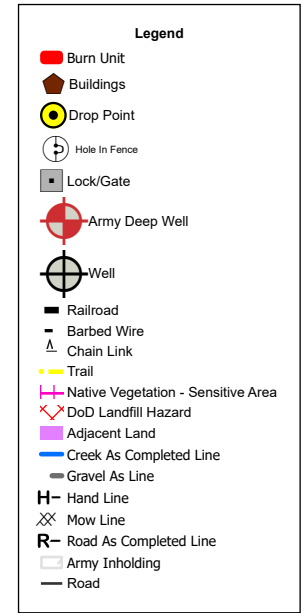 Legend
Burn Unit
Buildings
Drop Point
Hole In Fence
Lock/Gate
Army Deep Well
Well
Railroad
Barbed Wire
Chain Link
Trail
Native Vegetation - Sensitive Area
DoD Landfill Hazard
Adjacent Land
Creek As Completed Line
Gravel As Line
H Hand Line
Mow Line
R Road As Completed Line
Army Inholding
Road